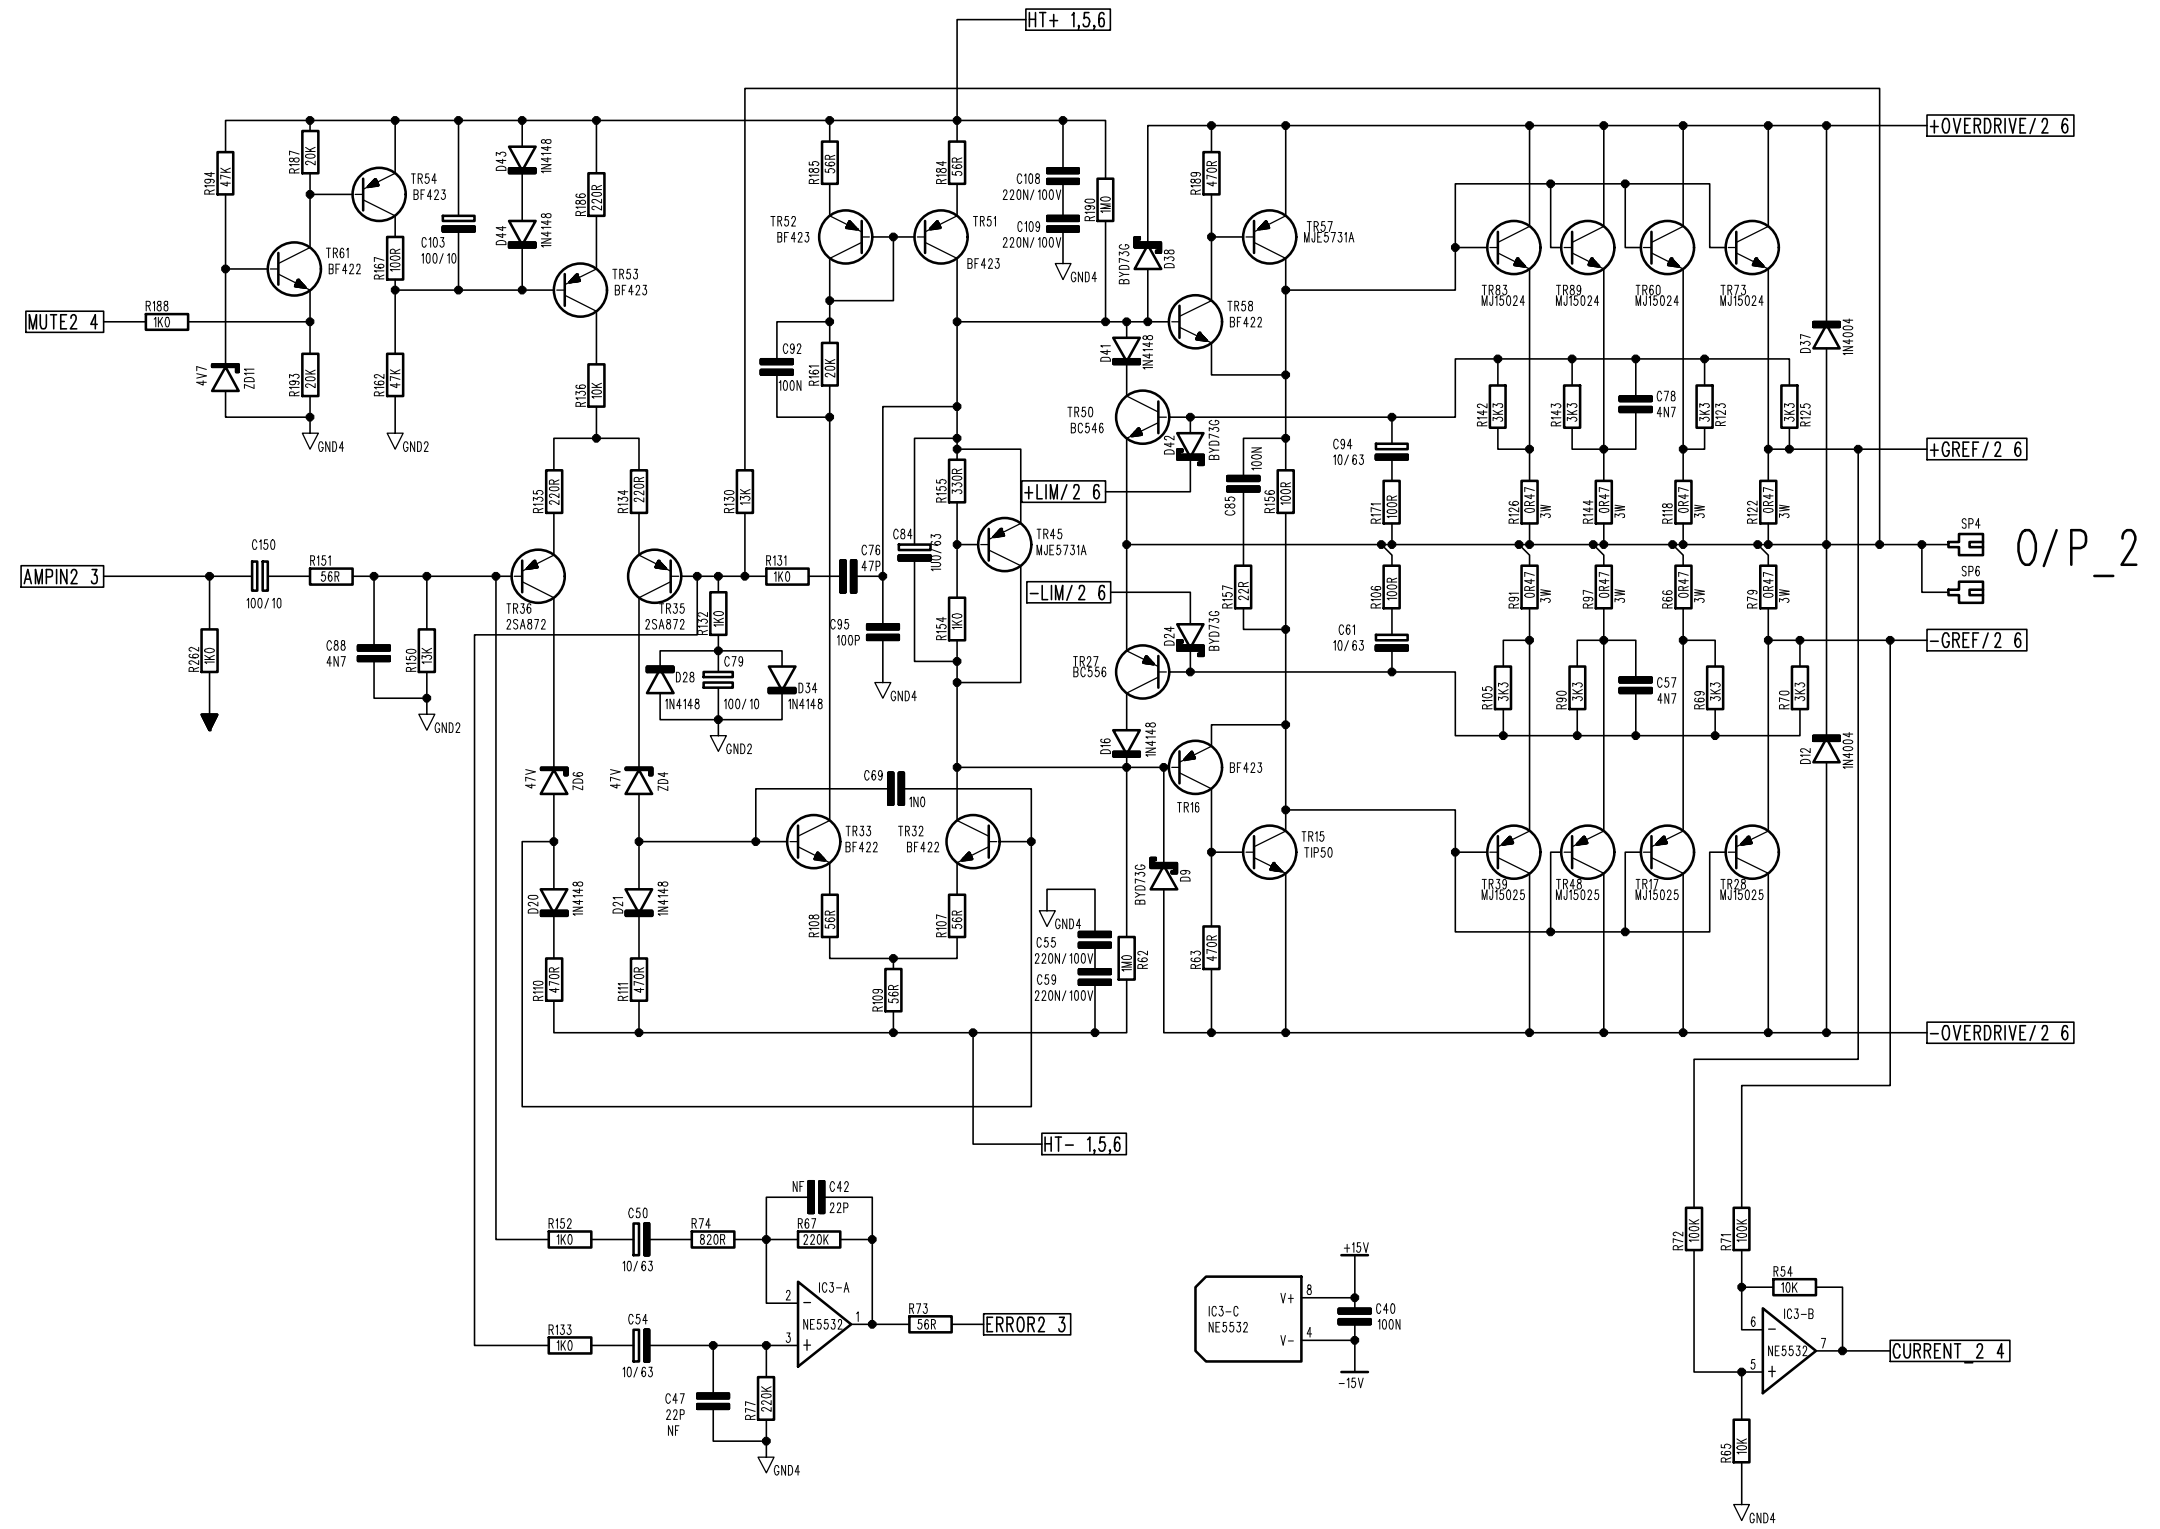 HT+ 1,5,6
+OVERDRIVE/2 6
R194
47K
R187
20K
TR54
BF423
C103
100/10
D43
1N4148
D44
1N4148
R186
220R
R185
56R
R184
56R
C108
220N/100V
C109
220N/100V
R190
1M0
GND4
R189
470R
TR57
MJE5731A
TR52
BF423
TR51
BF423
TR61
BF422
R167
100R
TR53
BF423
BYD73G
D38
TR58
BF422
TR83
MJ15024
TR89
MJ15024
TR60
MJ15024
TR73
MJ15024
MUTE2 4
R188
1K0
4V7
ZD11
R193
20K
GND4
R162
47K
GND2
R136
10K
C92
100N
R161
20K
D41
1N4148
D37
1N4004
TR50
BC546
D42
BYD73G
C94
10/63
R142
3K3
R143
3K3
C78
4N7
3K3
R123
3K3
R125
+GREF/2 6
R135
220R
R134
220R
R130
13K
R155
330R
+LIM/2 6
C85
100N
R156
100R
R171
100R
R126
0R47
3W
R144
0R47
3W
R118
0R47
3W
R122
0R47
3W
AMPIN2 3
C150
100/10
R151
56R
TR36
2SA872
TR35
2SA872
R131
1K0
C76
47P
C84
100/63
TR45
MJE5731A
SP4
SP6
O/P_2
-LIM/2 6
R157
22R
R106
100R
R91
0R47
3W
R97
0R47
3W
R66
0R47
3W
R79
0R47
3W
R262
1K0
C88
4N7
R150
13K
GND2
R132
1K0
C95
100P
GND4
R154
1K0
D24
BYD73G
C61
10/63
-GREF/2 6
D28
1N4148
C79
100/10
D34
1N4148
GND2
TR27
BC556
R105
3K3
R90
3K3
C57
4N7
R69
3K3
R70
3K3
D16
1N4148
TR16
BF423
D12
1N4004
47V
ZD6
47V
ZD4
C69
1N0
TR33
BF422
TR32
BF422
BYD73G
D9
TR15
TIP50
TR39
MJ15025
TR48
MJ15025
TR17
MJ15025
TR28
MJ15025
D20
1N4148
D21
1N4148
R108
56R
R107
56R
GND4
C55
220N/100V
C59
220N/100V
1M0
R62
R63
470R
R110
470R
R111
470R
R109
56R
-OVERDRIVE/2 6
HT- 1,5,6
R152
1K0
C50
10/63
R74
820R
NF
C42
22P
R67
220K
R133
1K0
C54
10/63
IC3-A
NE5532
2
3
1
-
+
R73
56R
ERROR2 3
C47
22P
NF
R77
220K
GND4
IC3-C
NE5532
V+
8
V-
4
+15V
C40
100N
-15V
R72
100K
R71
100K
R54
10K
IC3-B
NE5532
6
5
7
-
+
CURRENT_2 4
R65
10K
GND4